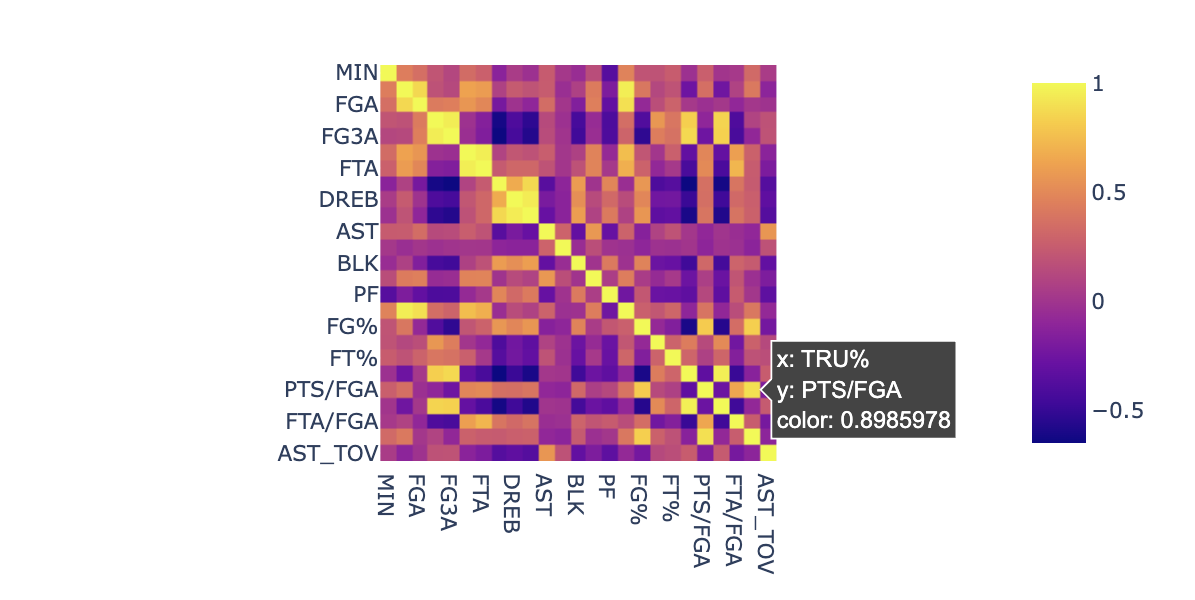 MIN
FGA
FG3A
FTA
DREB
AST
BLK
PF
FG%
FT%
PTS/FGA
FTA/FGA
AST_TOV
MIN
FGA
FG3A
FTA
DREB
AST
BLK
PF
FG%
FT%
PTS/FGA
FTA/FGA
AST_TOV
x: TRU%
y: PTS/FGA
color: 0.8985978
1
0.5
0
−0.5